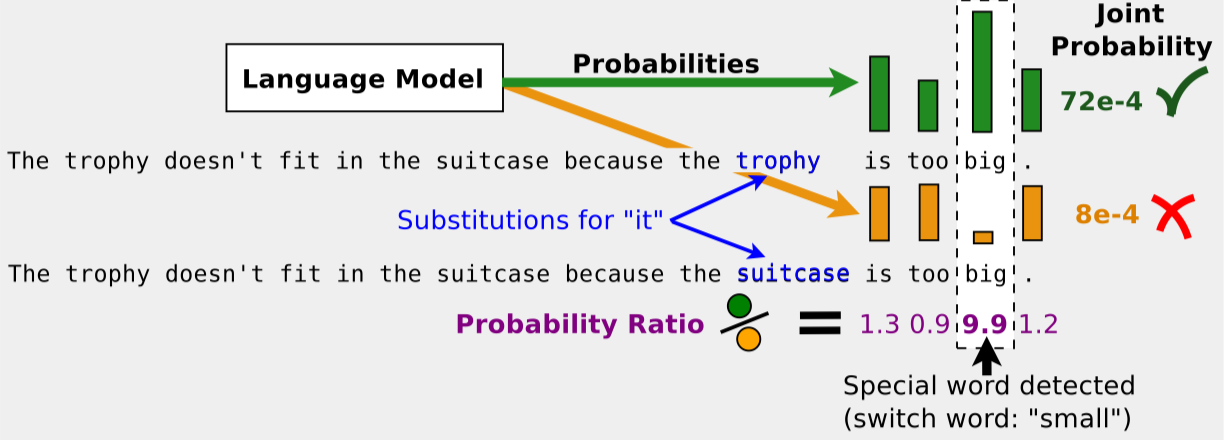 Joint
Probability
Language Model
Probabilities
72e-4
The trophy doesn't fit in the suitcase because the trophy is too big .
Substitutions for "it"
8e-4
The trophy doesn't fit in the suitcase because the suitcase is too big .
Probability Ratio = 1.3 0.9 9.9 1.2
Special word detected
(switch word: "small")